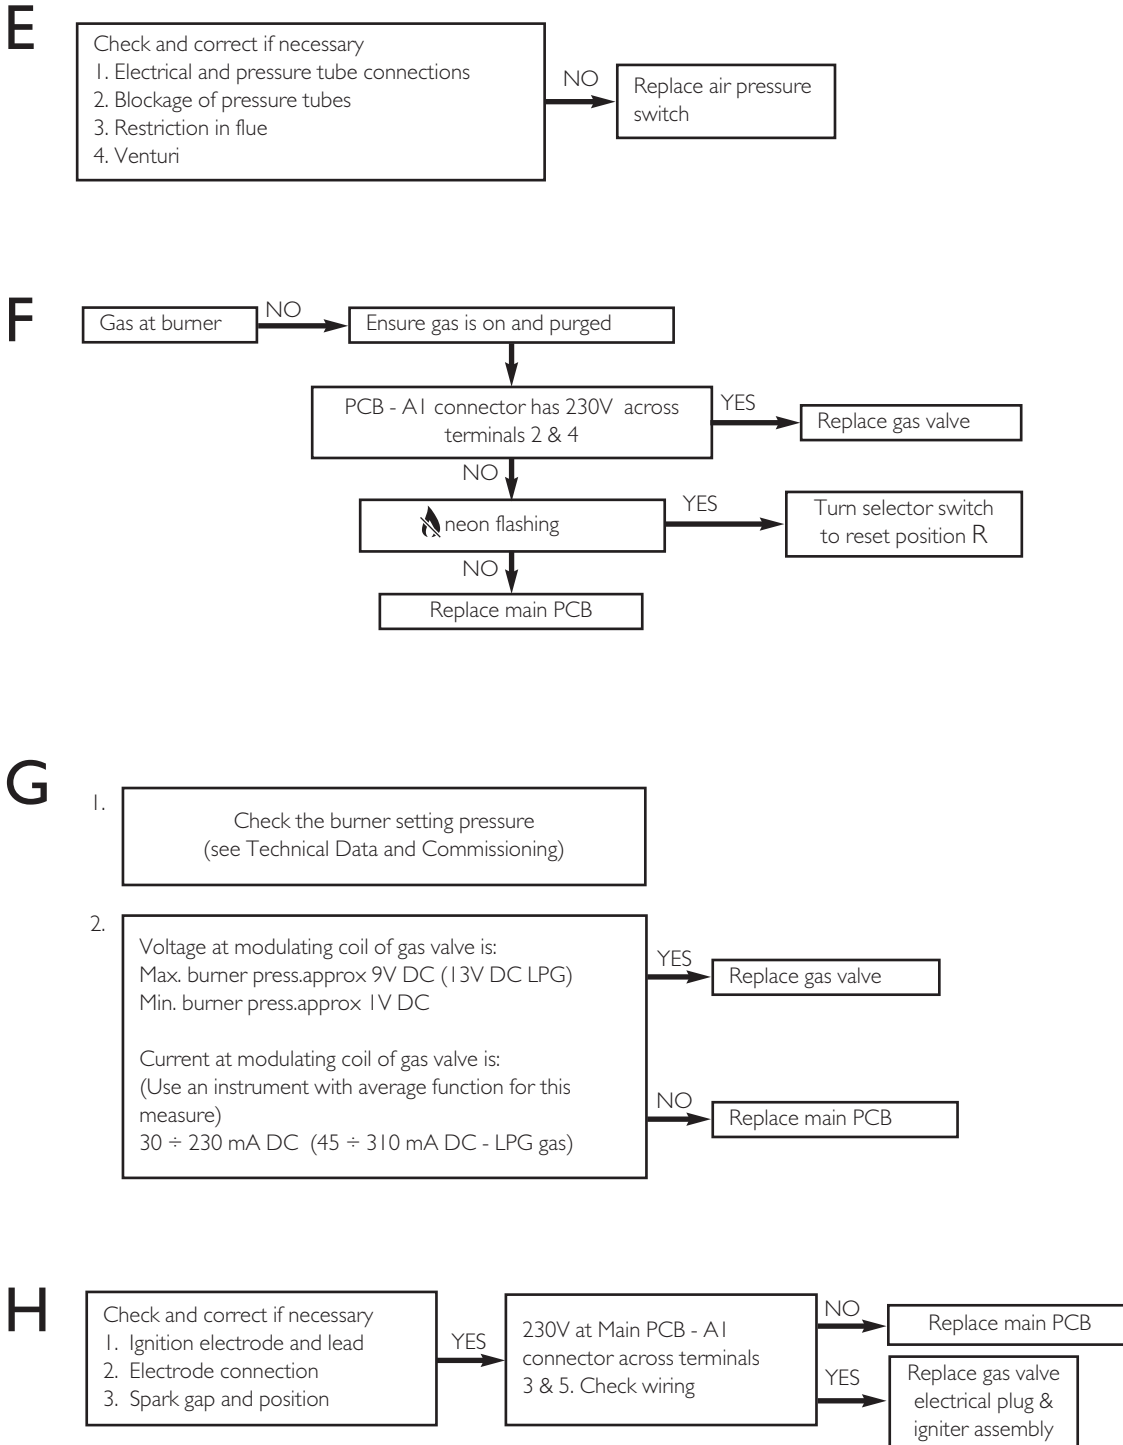 E
Check and correct if necessary
1. Electrical and pressure tube connections
2. Blockage of pressure tubes
3. Restriction in flue
4. Venturi
NO
Replace air pressure
switch
F
Gas at burner
NO
Ensure gas is on and purged
PCB - A1 connector has 230V across
terminals 2 & 4
YES
Replace gas valve
NO
neon flashing
YES
Turn selector switch
to reset position R
NO
Replace main PCB
G
1.
Check the burner setting pressure
(see Technical Data and Commissioning)
2.
Voltage at modulating coil of gas valve is:
Max. burner press.approx 9V DC (13V DC LPG)
Min. burner press.approx 1V DC
Current at modulating coil of gas valve is:
(Use an instrument with average function for this
measure)
30 ÷ 230 mA DC (45 ÷ 310 mA DC - LPG gas)
YES
Replace gas valve
NO
Replace main PCB
H
Check and correct if necessary
1. Ignition electrode and lead
2. Electrode connection
3. Spark gap and position
YES
230V at Main PCB - A1
connector across terminals
3 & 5. Check wiring
NO
Replace main PCB
YES
Replace gas valve
electrical plug &
igniter assembly